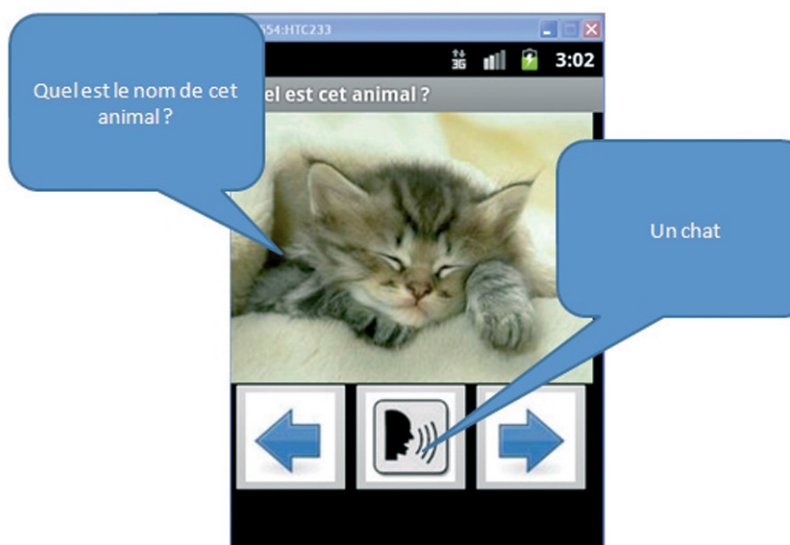 554:HTC233
3G 3:02
el est cet animal ?
Quel est le nom de cet
animal ?
Un chat